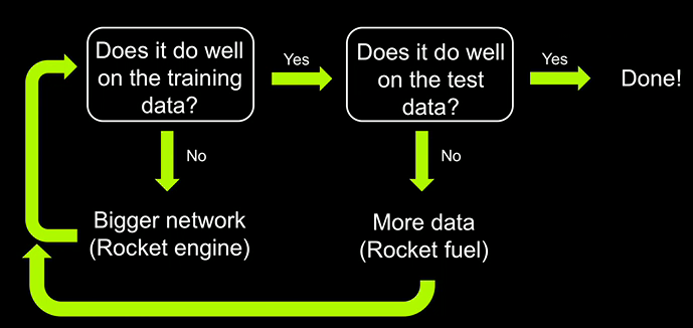 Does it do well
on the training
data?
Yes
Does it do well
on the test
data?
Yes
Done!
No
No
Bigger network
(Rocket engine)
More data
(Rocket fuel)